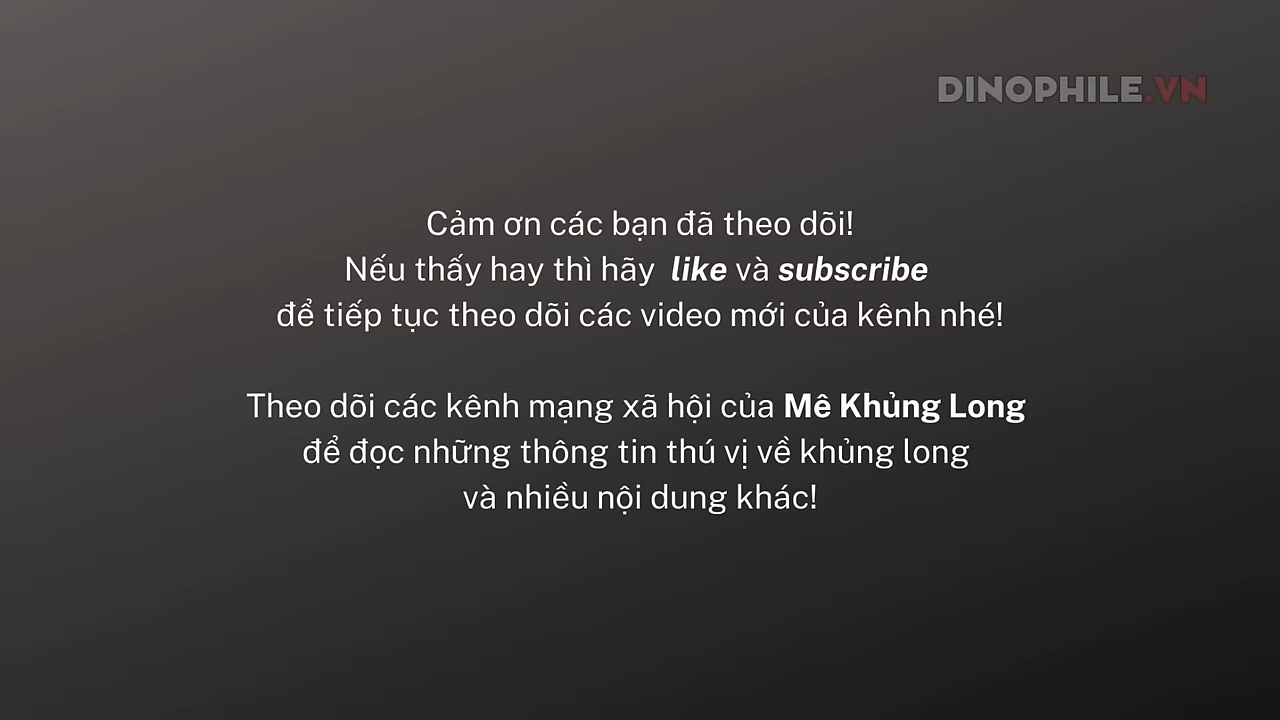 DINOPHILE.VN
Cảm ơn các bạn đã theo dõi!
Nếu thấy hay thì hãy like và subscribe
để tiếp tục theo dõi các video mới của kênh nhé!
Theo dõi các kênh mạng xã hội của Mê Khủng Long
để đọc những thông tin thú vị về khủng long
và nhiều nội dung khác!